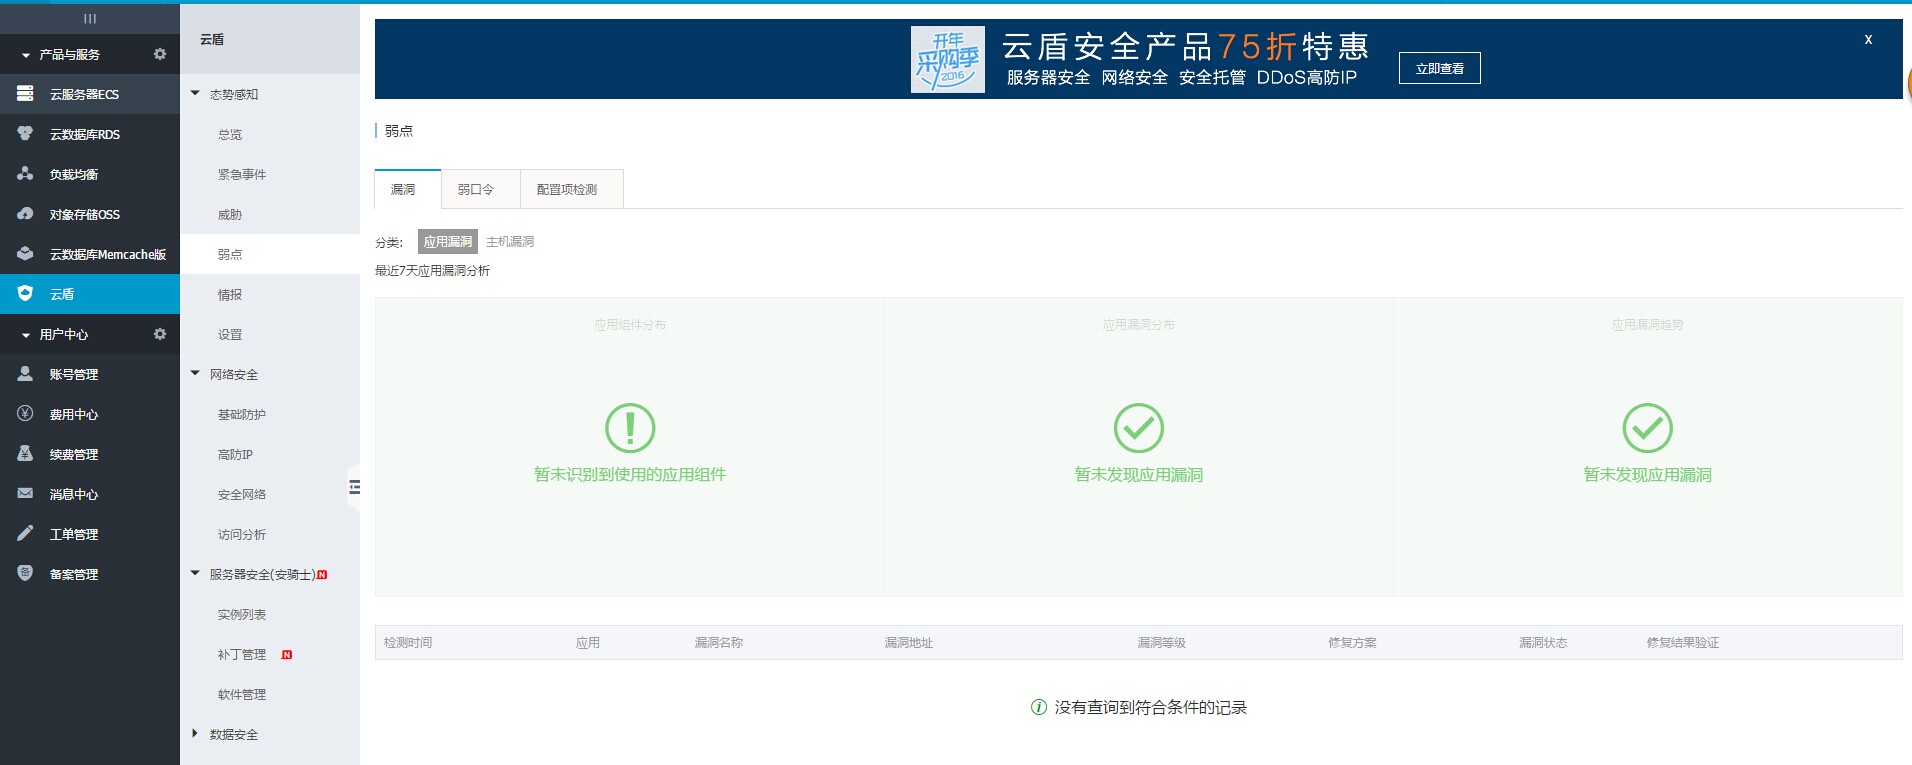 产品与服务
云服务器ECS
云数据库RDS
负载均衡
对象存储OSS
云数据库Memcache版
云盾
用户中心
账号管理
费用中心
续费管理
消息中心
工单管理
备案管理
云盾
态势感知
总览
紧急事件
威胁
弱点
情报
设置
网络安全
基础防护
高防IP
安全网络
访问分析
服务器安全(安骑士) N
实例列表
补丁管理 N
软件管理
数据安全
开年
采购季
2016
云盾安全产品75折特惠
服务器安全 网络安全 安全托管 DDoS高防IP
立即查看
X
弱点
漏洞 弱口令 配置项检测
分类: 应用漏洞 主机漏洞
最近7天应用漏洞分析
应用组件分布 应用漏洞分布 应用漏洞趋势
暂未识别到使用的应用组件 暂未发现应用漏洞 暂未发现应用漏洞
检测时间 应用 漏洞名称 漏洞地址 漏洞等级 修复方案 漏洞状态 修复结果验证
没有查询到符合条件的记录